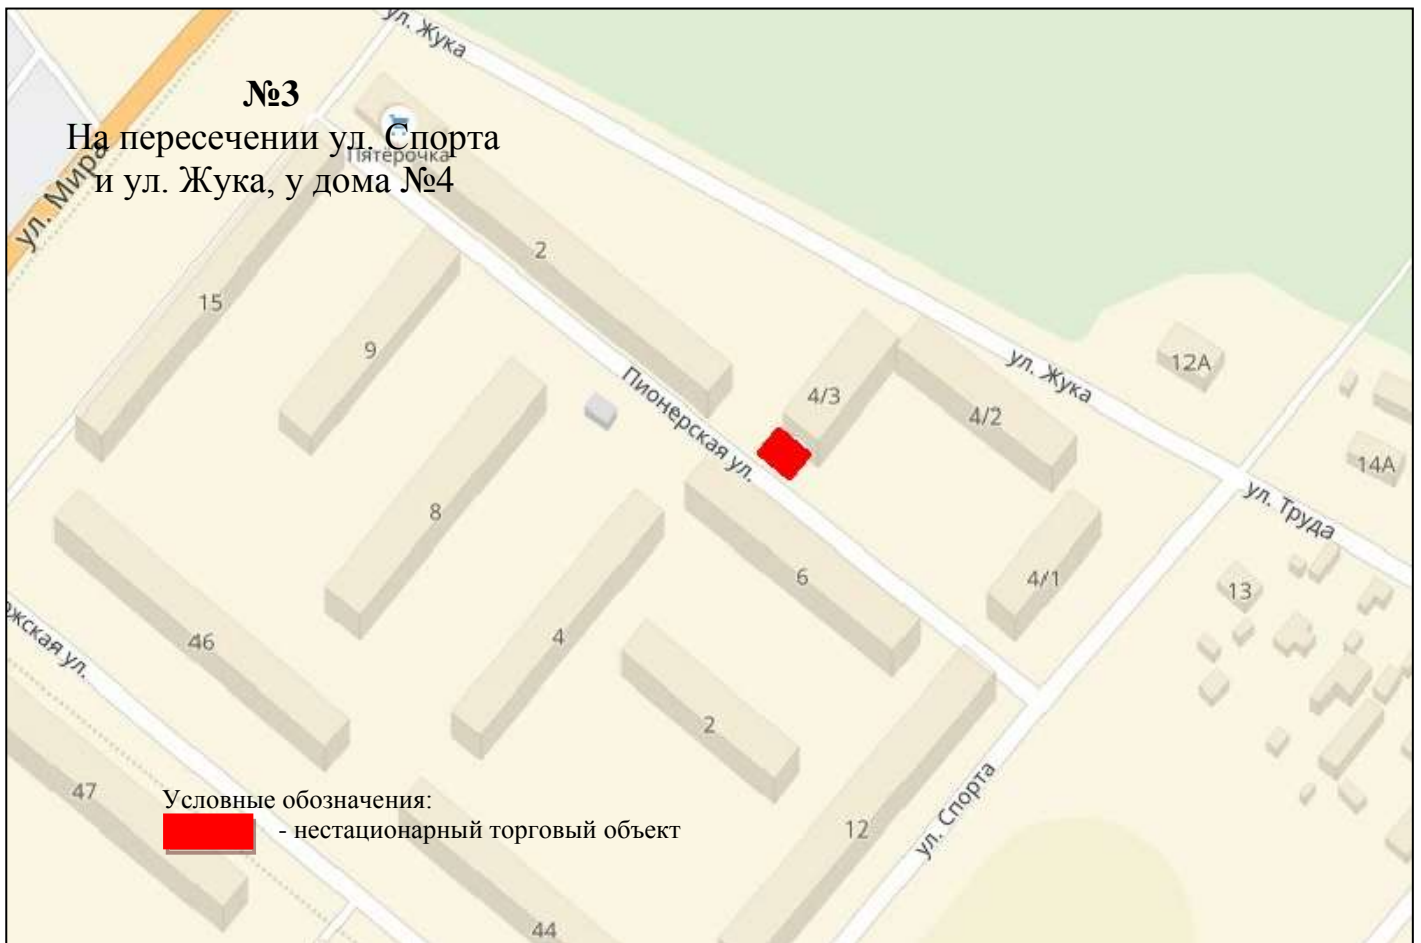 ул. Жука
№3
На пересечении ул. Спорта
и ул. Жука, у дома №4
Пятёрочка
ул. Мира
2
15
9
ул. Жука
12А
4/3
4/2
Пионерская ул.
14А
ул. Труда
8
6
4/1
13
46
4
2
47
Условные обозначения:
- нестационарный торговый объект
12
ул. Спорта
44